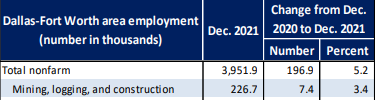 Dallas-Fort Worth area employment
(number in thousands)
Dec. 2021
Change from Dec.
2020 to Dec. 2021
Number
Percent
Total nonfarm 3,951.9 196.9 5.2
Mining, logging, and construction 226.7 7.4 3.4